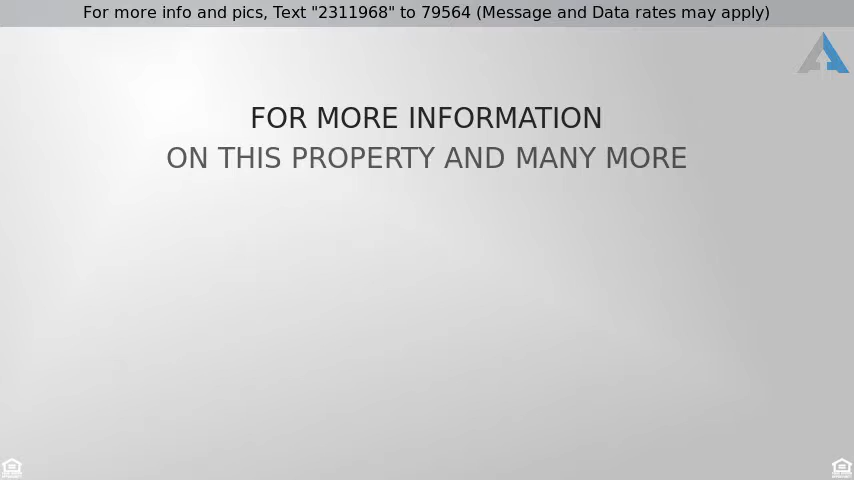 For more info and pics, Text "2311968" to 79564 (Message and Data rates may apply)
FOR MORE INFORMATION
ON THIS PROPERTY AND MANY MORE